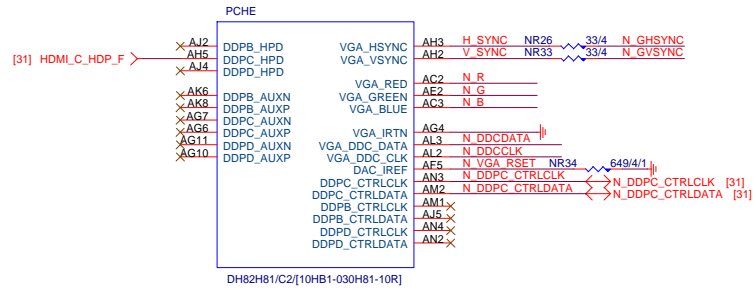 PCHE
AJ2 DDPB_HPD VGA_HSYNC AH3 H_SYNC NR26 33/4 N_GHSYNC
[31] HDMI_C_HDP_F AH5 DDPC_HPD VGA_VSYNC AH2 V_SYNC NR33 33/4 N_GVSYNC
AJ4 DDPD_HPD
VGA_RED AC2 N_R
AK6 DDPB_AUXN VGA_GREEN AE2 N_G
AK8 DDPB_AUXP VGA_BLUE AC3 N_B
AG7 DDPC_AUXN
AG6 DDPC_AUXP VGA_IRTN AG4
AG11 DDPD_AUXN VGA_DDC_DATA AL3 N_DDCDATA
AG10 DDPD_AUXP VGA_DDC_CLK AL2 N_DDCCLK
DAC_IREF AF5 N_VGA_RSET NR34 649/4/1
DDPC_CTRLCLK AN3 N_DDPC_CTRLCLK N_DDPC_CTRLCLK [31]
DDPC_CTRLDATA AM2 N_DDPC_CTRLDATA N_DDPC_CTRLDATA [31]
DDPB_CTRLCLK AM1
DDPB_CTRLDATA AJ5
DDPD_CTRLCLK AN4
DDPD_CTRLDATA AN2
DH82H81/C2/[10HB1-030H81-10R]